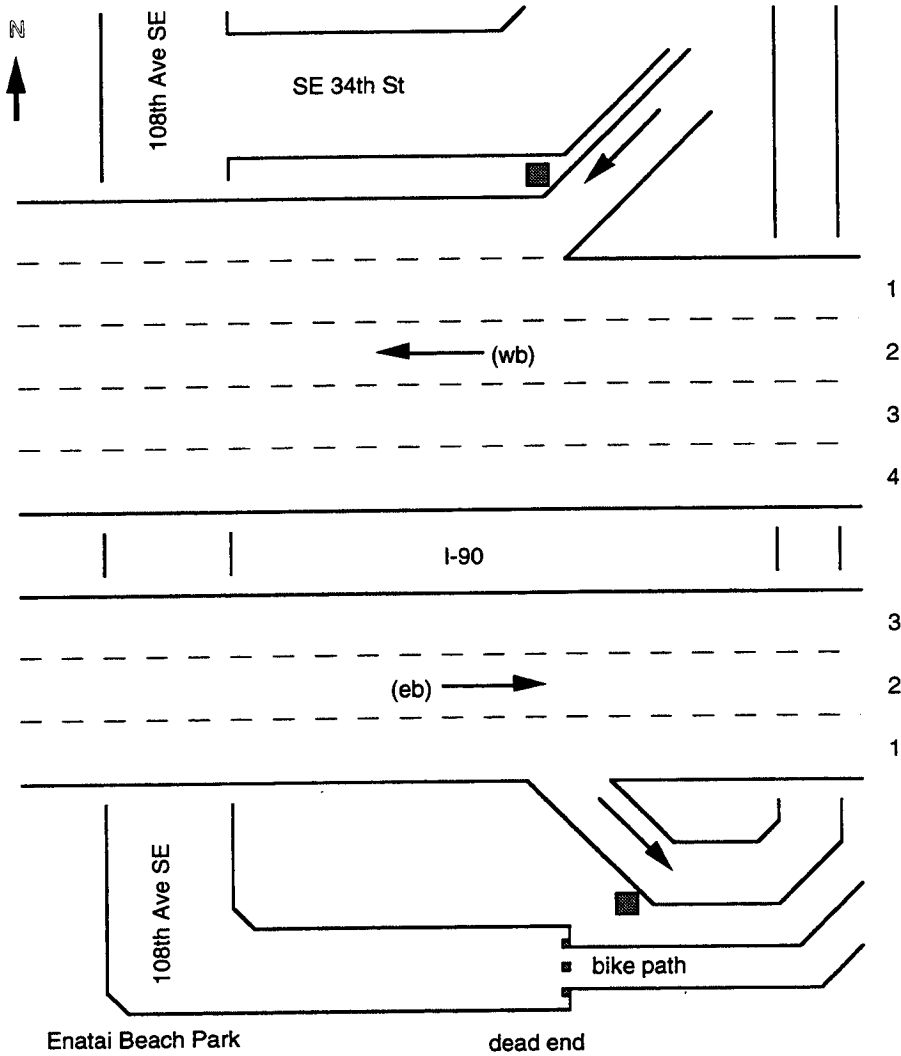 N
108th Ave SE
SE 34th St
1
(wb)
2
3
4
I-90
3
(eb)
2
1
108th Ave SE
bike path
Enatai Beach Park
dead end